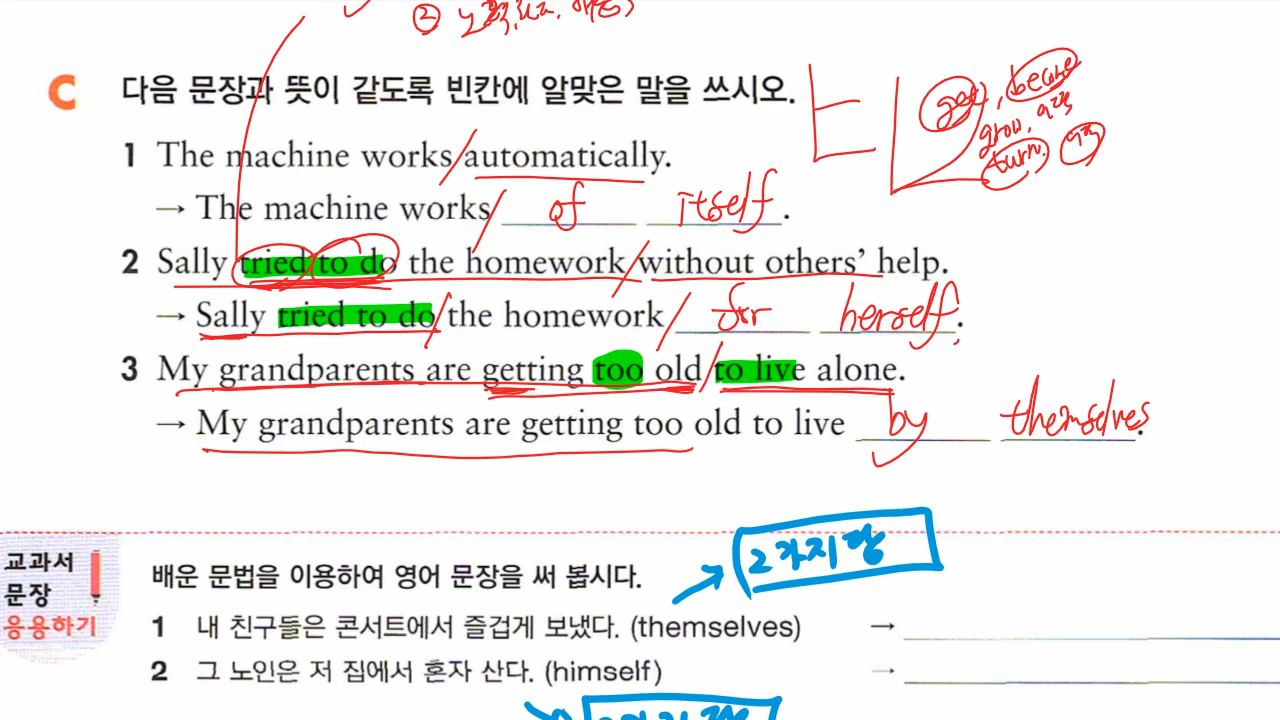 ②
C 다음 문장과 뜻이 같도록 빈칸에 알맞은 말을 쓰시오.
get, become
grow,
turn.
1 The machine works / automatically.
→ The machine works / of itself.
2 Sally tried to do the homework / without others' help.
→ Sally tried to do / the homework / for herself.
3 My grandparents are getting too old / to live alone.
→ My grandparents are getting too old to live by themselves.
2가지 답
교과서
문장
응용하기
배운 문법을 이용하여 영어 문장을 써 봅시다.
1 내 친구들은 콘서트에서 즐겁게 보냈다. (themselves) →
2 그 노인은 저 집에서 혼자 산다. (himself) →